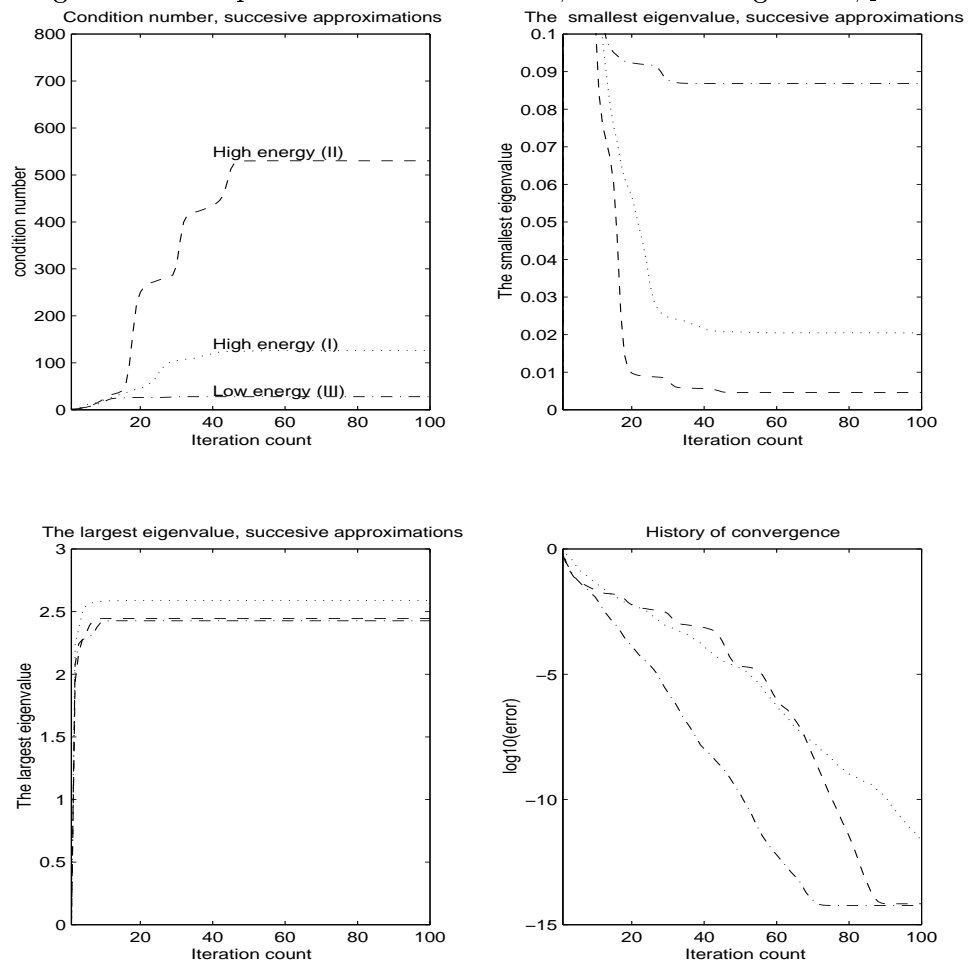 Condition number, succesive approximations
800
700
600
500
400
300
200
100
0
condition number
High energy (II)
High energy (I)
Low energy (III)
20 40 60 80 100
Iteration count
The smallest eigenvalue, succesive approximations
0.1
0.09
0.08
0.07
0.06
0.05
0.04
0.03
0.02
0.01
0
The smallest eigenvalue
20 40 60 80 100
Iteration count
The largest eigenvalue, succesive approximations
3
2.5
2
1.5
1
0.5
0
The largest eigenvalue
20 40 60 80 100
Iteration count
History of convergence
0
−5
−10
−15
log10(error)
20 40 60 80 100
Iteration count